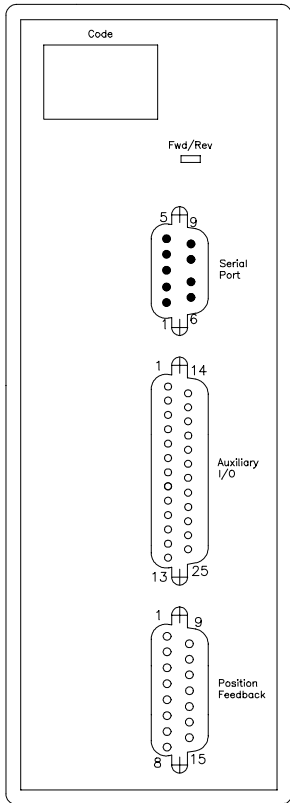 Code
Fwd/Rev
5 9
Serial
Port
1 6
1 14
Auxiliary
I/O
13 25
1 9
Position
Feedback
8 15